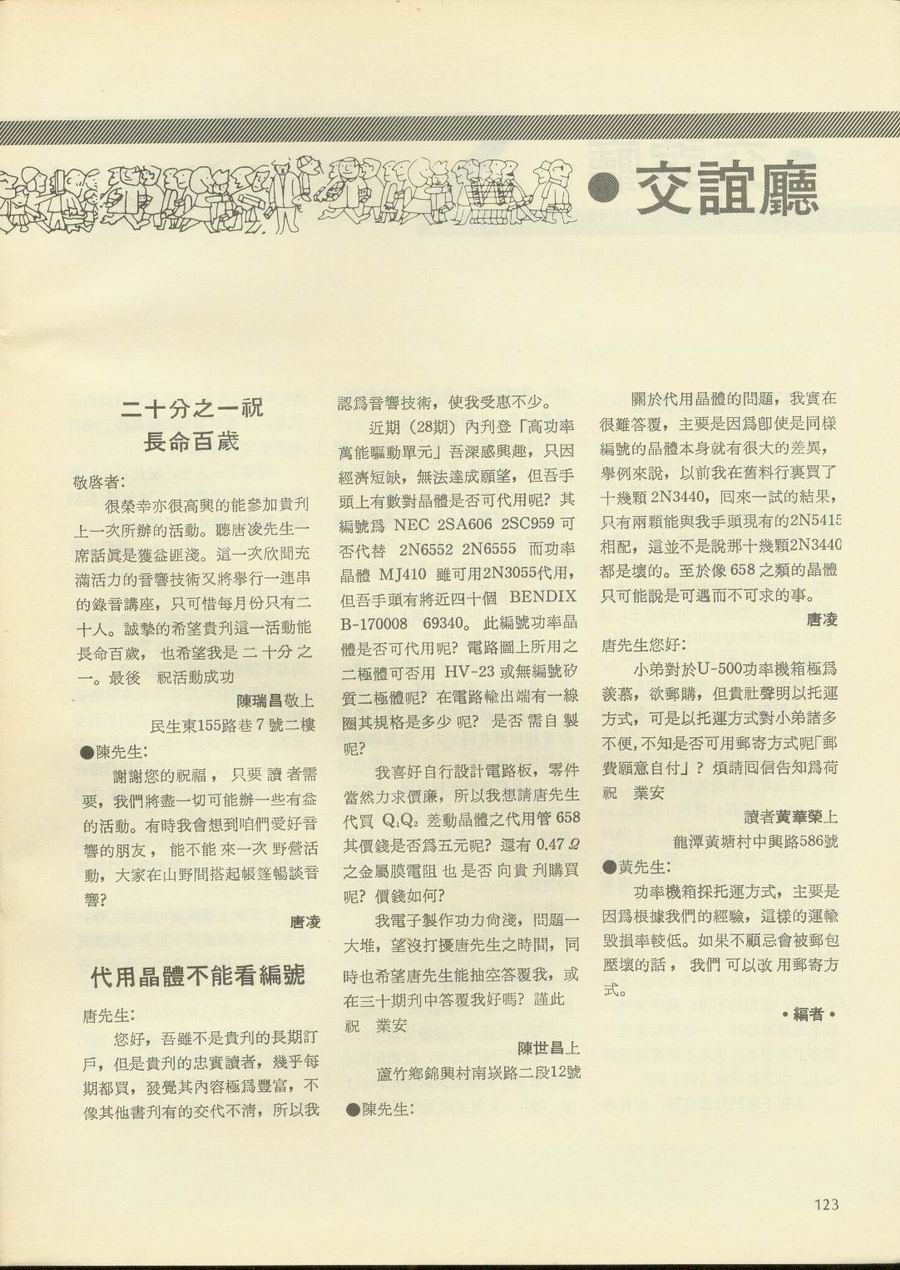 ●交誼廳
二十分之一祝
長命百歲
敬啓者：
很榮幸亦很高興的能參加貴刋
上一次所辦的活動。聽唐凌先生一
席話眞是獲益匪淺。這一次欣聞充
滿活力的音響技術又將舉行一連串
的錄音講座，只可惜每月份只有二
十人。誠摯的希望貴刋這一活動能
長命百歲，也希望我是二十分之
一。最後　祝活動成功
陳瑞昌敬上
民生東155路巷7號二樓
●陳先生：
謝謝您的祝福，只要讀者需
要，我們將盡一切可能辦一些有益
的活動。有時我會想到咱們愛好音
響的朋友，能不能來一次野營活
動，大家在山野間搭起帳篷暢談音
響?
唐凌
代用晶體不能看編號
唐先生：
您好，吾雖不是貴刋的長期訂
戶，但是貴刋的忠實讀者，幾乎每
期都買，發覺其內容極爲豐富，不
像其他書刋有的交代不淸，所以我
認爲音響技術，使我受惠不少。
近期（28期）內刋登「高功率
萬能驅動單元」吾深感興趣，只因
經濟短缺，無法達成願望，但吾手
頭上有數對晶體是否可代用呢? 其
編號爲 NEC 2SA606 2SC959 可
否代替 2N6552 2N6555 而功率
晶體 MJ410 雖可用2N3055代用，
但吾手頭有將近四十個 BENDIX
B-170008 69340。此編號功率晶
體是否可代用呢? 電路圖上所用之
二極體可否用 HV-23 或無編號矽
質二極體呢? 在電路輸出端有一線
圈其規格是多少呢? 是否需自製
呢?
我喜好自行設計電路板，零件
當然力求價廉，所以我想請唐先生
代買 Q₁Q₂ 差動晶體之代用管 658
其價錢是否爲五元呢? 還有 0.47Ω
之金屬膜電阻也是否向貴刋購買
呢? 價錢如何?
我電子製作功力尙淺，問題一
大堆，望沒打擾唐先生之時間，同
時也希望唐先生能抽空答覆我，或
在三十期刋中答覆我好嗎? 謹此
祝　業安
陳世昌上
蘆竹鄉錦興村南崁路二段12號
●陳先生：
關於代用晶體的問題，我實在
很難答覆，主要是因爲卽使是同樣
編號的晶體本身就有很大的差異，
舉例來說，以前我在舊料行裏買了
十幾顆 2N3440，囘來一試的結果，
只有兩顆能與我手頭現有的2N5415
相配，這並不是說那十幾顆2N3440
都是壞的。至於像 658 之類的晶體
只可能說是可遇而不可求的事。
唐凌
唐先生您好：
小弟對於U-500功率機箱極爲
羨慕，欲郵購，但貴社聲明以托運
方式，可是以托運方式對小弟諸多
不便,不知是否可用郵寄方式呢「郵
費願意自付」? 煩請囘信告知爲荷
祝　業安
讀者黃華榮上
龍潭黃塘村中興路586號
●黃先生：
功率機箱採托運方式，主要是
因爲根據我們的經驗，這樣的運輸
毀損率較低。如果不顧忌會被郵包
壓壞的話，我們可以改用郵寄方
式。
•編者•
123